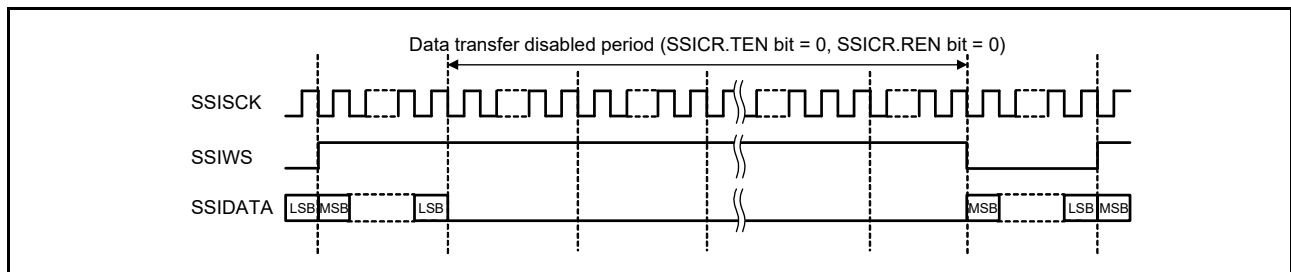 Data transfer disabled period (SSICR.TEN bit = 0, SSICR.REN bit = 0)
SSISCK
SSIWS
SSIDATA LSB MSB LSB MSB LSB MSB